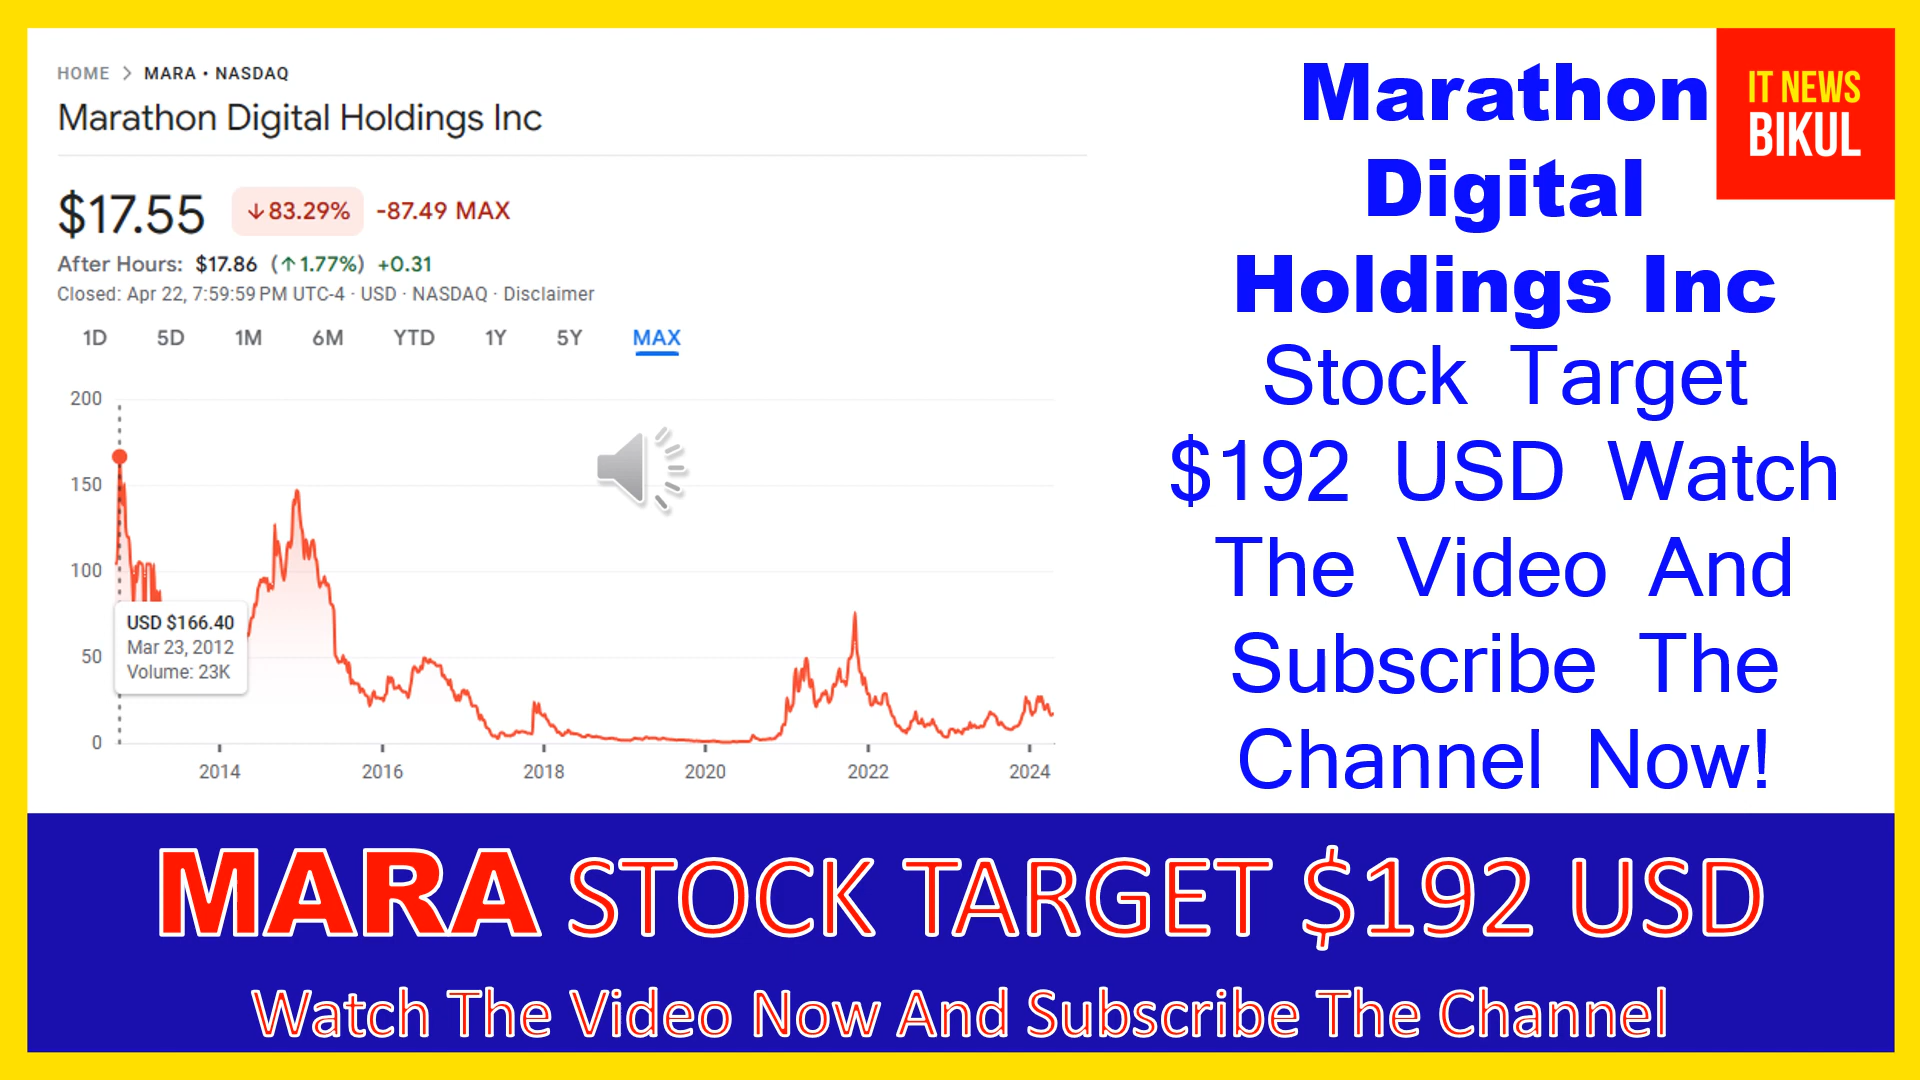 HOME > MARA • NASDAQ
Marathon Digital Holdings Inc
$17.55 ↓83.29% -87.49 MAX
After Hours: $17.86 (↑1.77%) +0.31
Closed: Apr 22, 7:59:59 PM UTC-4 · USD · NASDAQ · Disclaimer
1D 5D 1M 6M YTD 1Y 5Y MAX
200
150
100
50
0
USD $166.40
Mar 23, 2012
Volume: 23K
2014 2016 2018 2020 2022 2024
Marathon
Digital
Holdings Inc
Stock Target
$192 USD Watch
The Video And
Subscribe The
Channel Now!
IT NEWS
BIKUL
MARA STOCK TARGET $192 USD
Watch The Video Now And Subscribe The Channel